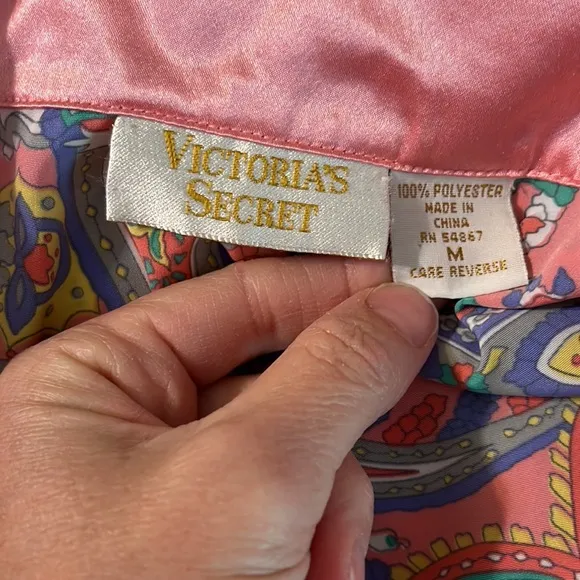 VICTORIA'S
SECRET
100% POLYESTER
MADE IN
CHINA
RN 54867
M
CARE REVERSE